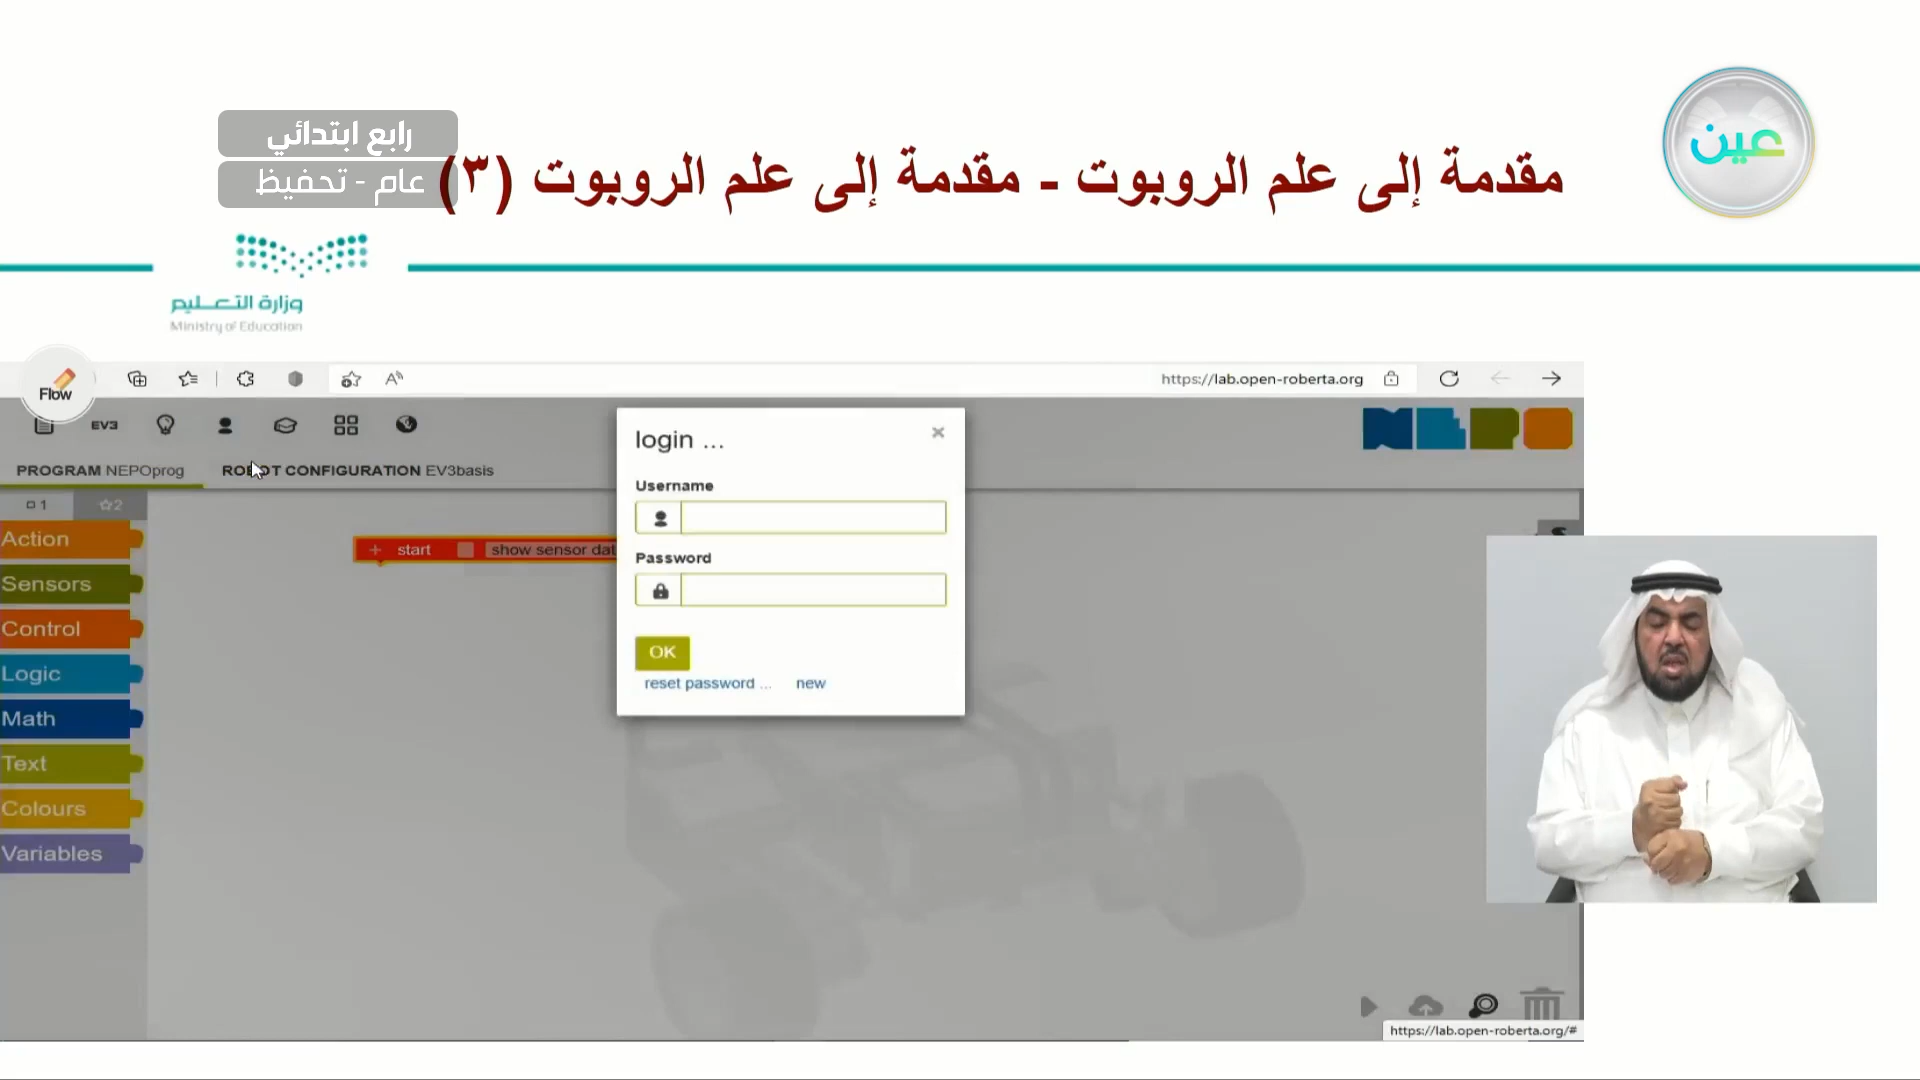 رابع ابتدائي
عام - تحفيظ
مقدمة إلى علم الروبوت - مقدمة إلى علم الروبوت (٣)
عين
وزارة التعليم
Ministry of Education
Flow
https://lab.open-roberta.org
EV3
PROGRAM NEPOprog
ROBOT CONFIGURATION EV3basis
1
2
Action
Sensors
Control
Logic
Math
Text
Colours
Variables
+ start show sensor dat
login ...
Username
Password
OK
reset password ... new
https://lab.open-roberta.org/#